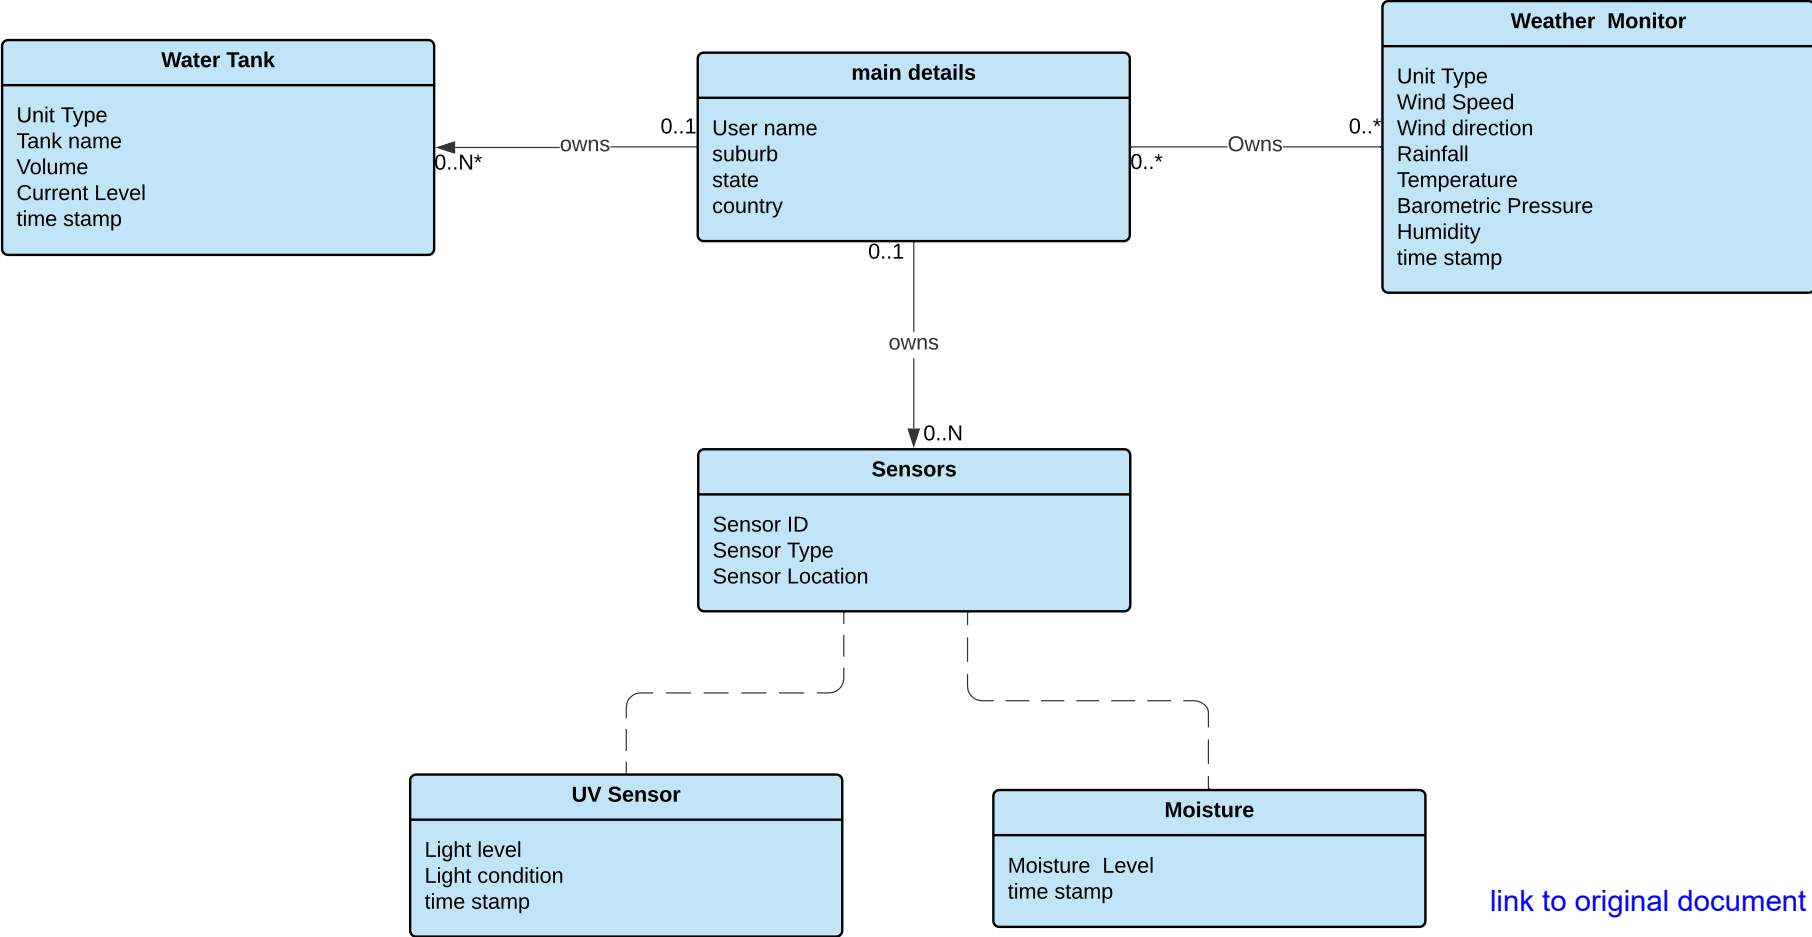 Water Tank
Unit Type
Tank name
Volume
Current Level
time stamp
0..N*
owns
0..1
main details
User name
suburb
state
country
0..*
Owns
0..*
Weather  Monitor
Unit Type
Wind Speed
Wind direction
Rainfall
Temperature
Barometric Pressure
Humidity
time stamp
0..1
owns
0..N
Sensors
Sensor ID
Sensor Type
Sensor Location
UV Sensor
Light level
Light condition
time stamp
Moisture
Moisture  Level
time stamp
link to original document